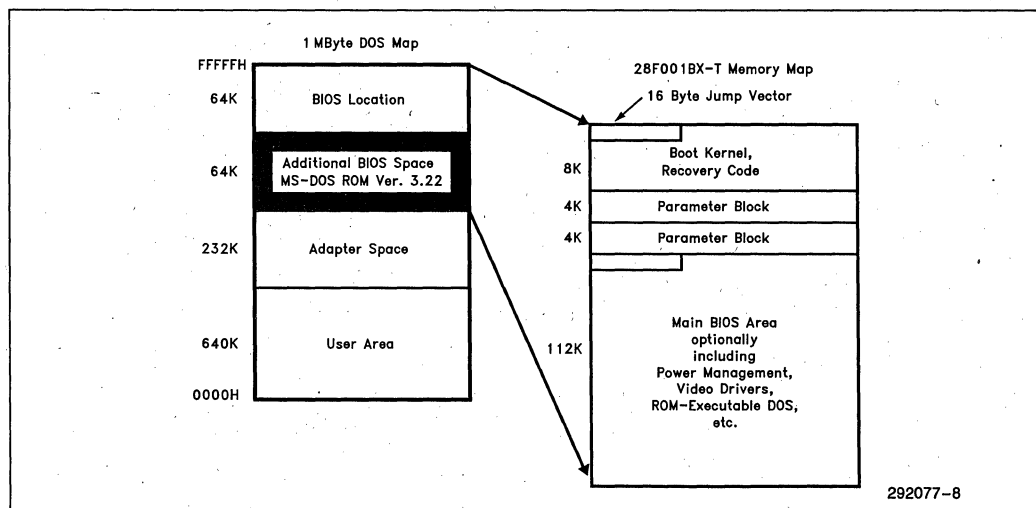 1 MByte DOS Map
FFFFFH
64K
BIOS Location
64K
Additional BIOS Space
MS-DOS ROM Ver. 3.22
232K
Adapter Space
640K
User Area
0000H
28F001BX-T Memory Map
16 Byte Jump Vector
8K
Boot Kernel,
Recovery Code
4K
Parameter Block
4K
Parameter Block
112K
Main BIOS Area
optionally
including
Power Management,
Video Drivers,
ROM-Executable DOS,
etc.
292077-8